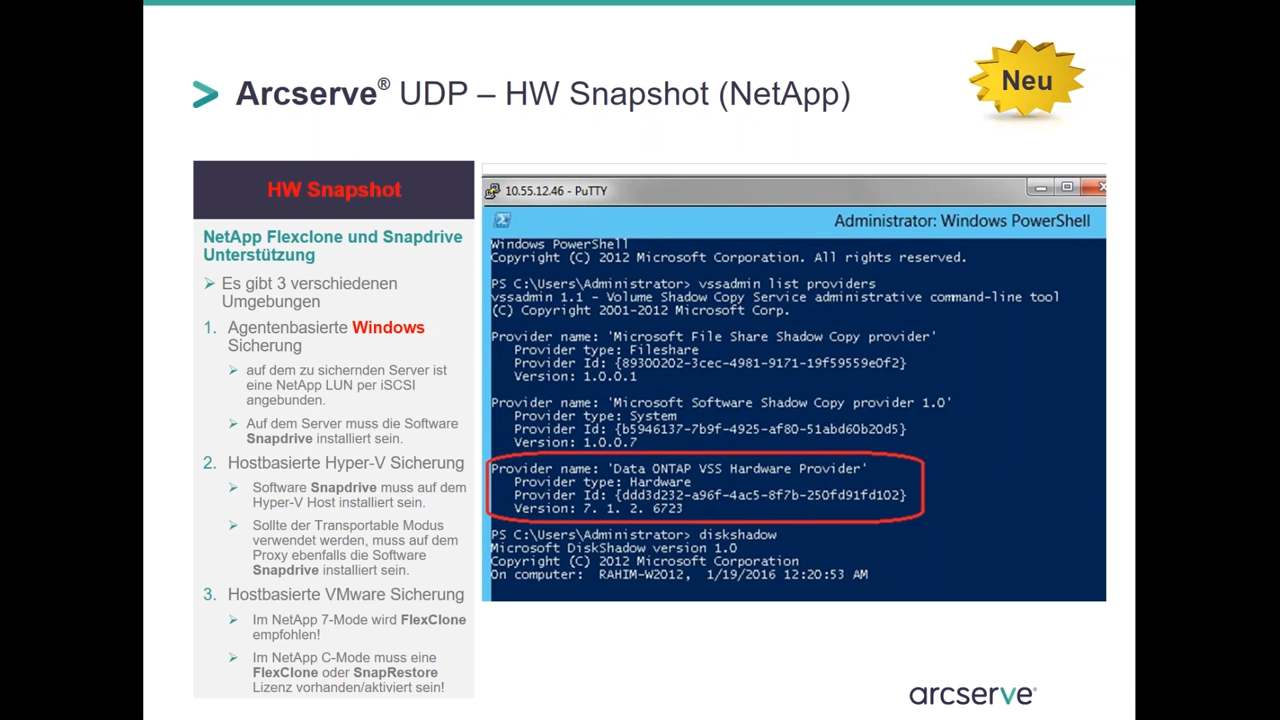 Arcserve® UDP – HW Snapshot (NetApp)
Neu
HW Snapshot
NetApp Flexclone und Snapdrive
Unterstützung
Es gibt 3 verschiedenen
Umgebungen
1. Agentenbasierte Windows
Sicherung
auf dem zu sichernden Server ist
eine NetApp LUN per iSCSI
angebunden.
Auf dem Server muss die Software
Snapdrive installiert sein.
2. Hostbasierte Hyper-V Sicherung
Software Snapdrive muss auf dem
Hyper-V Host installiert sein.
Sollte der Transportable Modus
verwendet werden, muss auf dem
Proxy ebenfalls die Software
Snapdrive installiert sein.
3. Hostbasierte VMware Sicherung
Im NetApp 7-Mode wird FlexClone
empfohlen!
Im NetApp C-Mode muss eine
FlexClone oder SnapRestore
Lizenz vorhanden/aktiviert sein!
10.55.12.46 - PuTTY
Administrator: Windows PowerShell
Windows PowerShell
Copyright (C) 2012 Microsoft Corporation. All rights reserved.
PS C:\Users\Administrator> vssadmin list providers
vssadmin 1.1 - Volume Shadow Copy Service administrative command-line tool
(C) Copyright 2001-2012 Microsoft Corp.
Provider name: 'Microsoft File Share Shadow Copy provider'
Provider type: Fileshare
Provider Id: {89300202-3cec-4981-9171-19f59559e0f2}
Version: 1.0.0.1
Provider name: 'Microsoft Software Shadow Copy provider 1.0'
Provider type: System
Provider Id: {b5946137-7b9f-4925-af80-51abd60b20d5}
Version: 1.0.0.7
Provider name: 'Data ONTAP VSS Hardware Provider'
Provider type: Hardware
Provider Id: {ddd3d232-a96f-4ac5-8f7b-250fd91fd102}
Version: 7. 1. 2. 6723
PS C:\Users\Administrator> diskshadow
Microsoft DiskShadow version 1.0
Copyright (C) 2012 Microsoft Corporation
On computer: RAHIM-W2012, 1/19/2016 12:20:53 AM
arcserve®